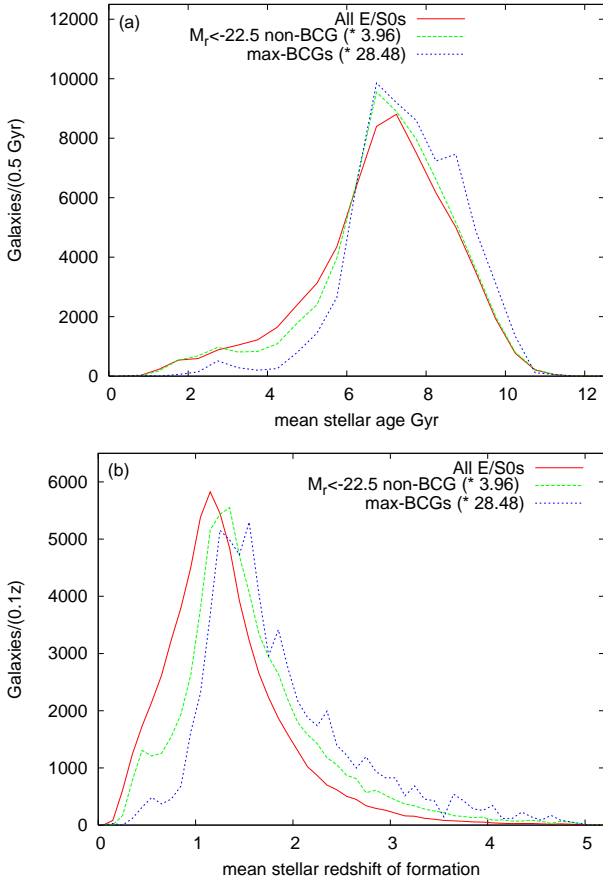 (a)
All E/S0s
M_r<-22.5 non-BCG (* 3.96)
max-BCGs (* 28.48)
12000
10000
8000
6000
4000
2000
0
Galaxies/(0.5 Gyr)
0 2 4 6 8 10 12
mean stellar age Gyr
(b)
All E/S0s
M_r<-22.5 non-BCG (* 3.96)
max-BCGs (* 28.48)
6000
5000
4000
3000
2000
1000
0
Galaxies/(0.1z)
0 1 2 3 4 5
mean stellar redshift of formation